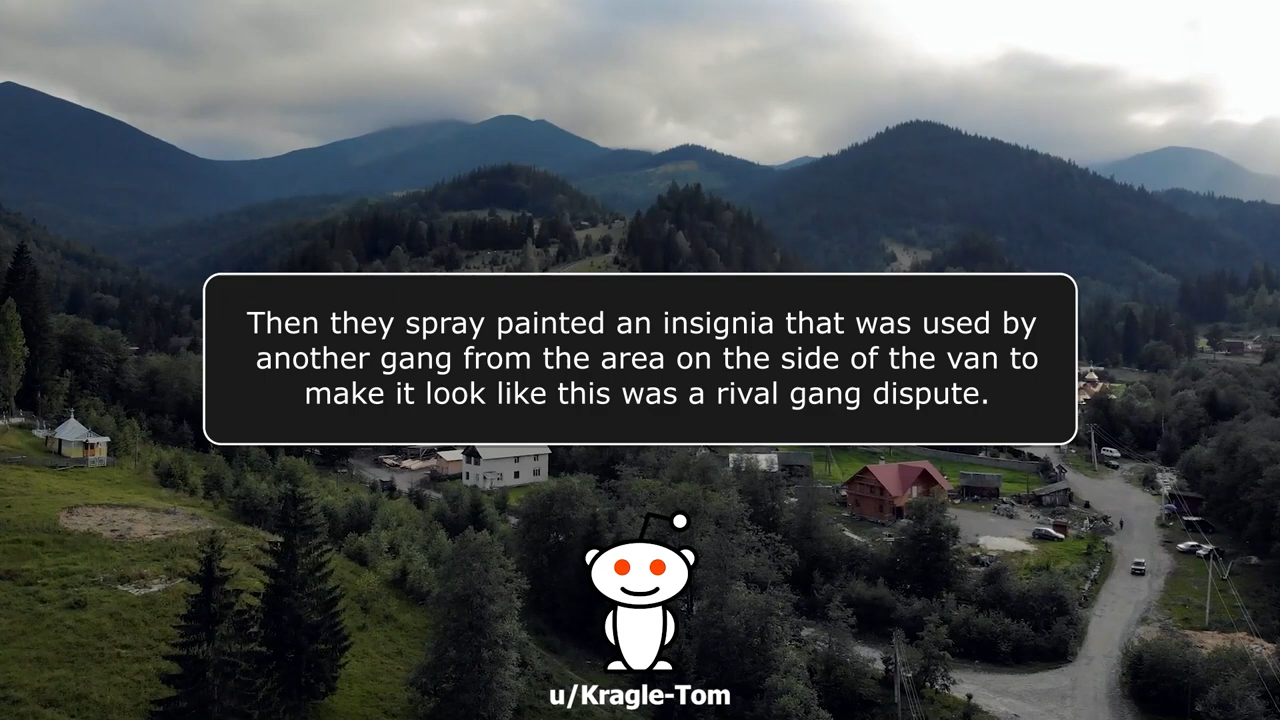 Then they spray painted an insignia that was used by
another gang from the area on the side of the van to
make it look like this was a rival gang dispute.
u/Kragle-Tom